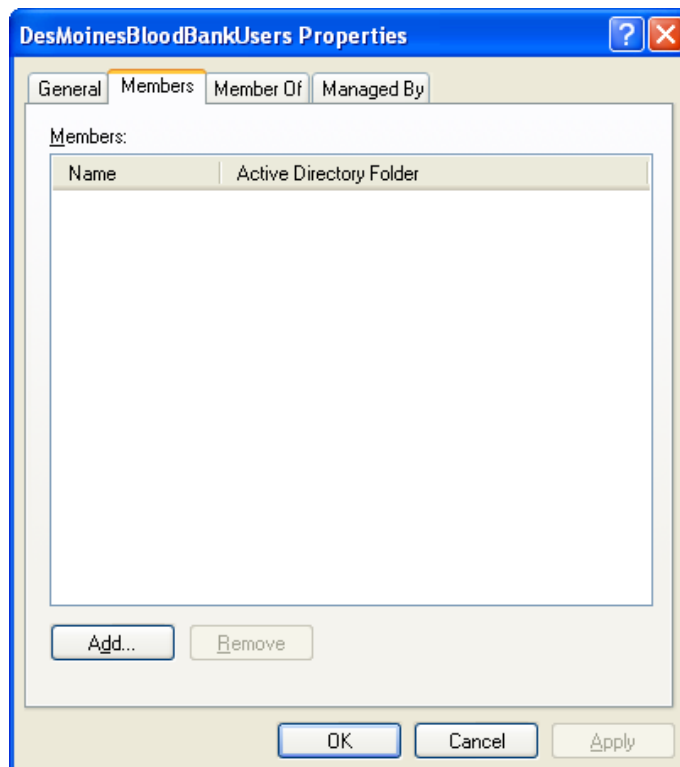 DesMoinesBloodBankUsers Properties
General Members Member Of Managed By
Members:
Name Active Directory Folder
Add... Remove
OK Cancel Apply